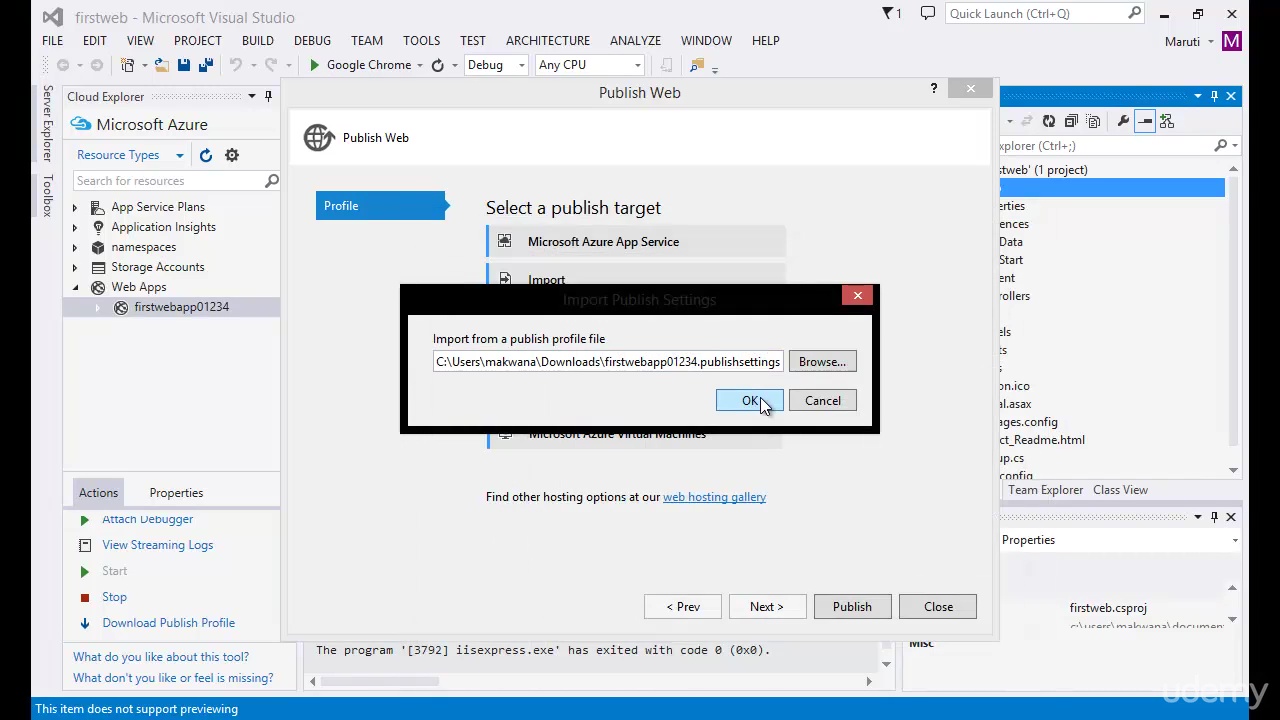 firstweb - Microsoft Visual Studio
1
Quick Launch (Ctrl+Q)
FILE EDIT VIEW PROJECT BUILD DEBUG TEAM TOOLS TEST ARCHITECTURE ANALYZE WINDOW HELP
Maruti M
Google Chrome Debug Any CPU
Server Explorer
Toolbox
Cloud Explorer
Microsoft Azure
Resource Types
Search for resources
App Service Plans
Application Insights
namespaces
Storage Accounts
Web Apps
firstwebapp01234
Actions Properties
Attach Debugger
View Streaming Logs
Start
Stop
Download Publish Profile
What do you like about this tool?
What don't you like or feel is missing?
Publish Web
?
Publish Web
Profile
Select a publish target
Microsoft Azure App Service
Import
Import Publish Settings
Import from a publish profile file
C:\Users\makwana\Downloads\firstwebapp01234.publishsettings
Browse...
OK
Cancel
Microsoft Azure Virtual Machines
Find other hosting options at our web hosting gallery
< Prev
Next >
Publish
Close
The program '[3792] iisexpress.exe' has exited with code 0 (0x0).
xplorer (Ctrl+;)
stweb' (1 project)
erties
ences
Data
Start
ent
rollers
els
ts
on.ico
al.asax
ages.config
ct_Readme.html
up.cs
config
Team Explorer Class View
Properties
firstweb.csproj
c:\users\makwana\documen
Misc
udemy
This item does not support previewing